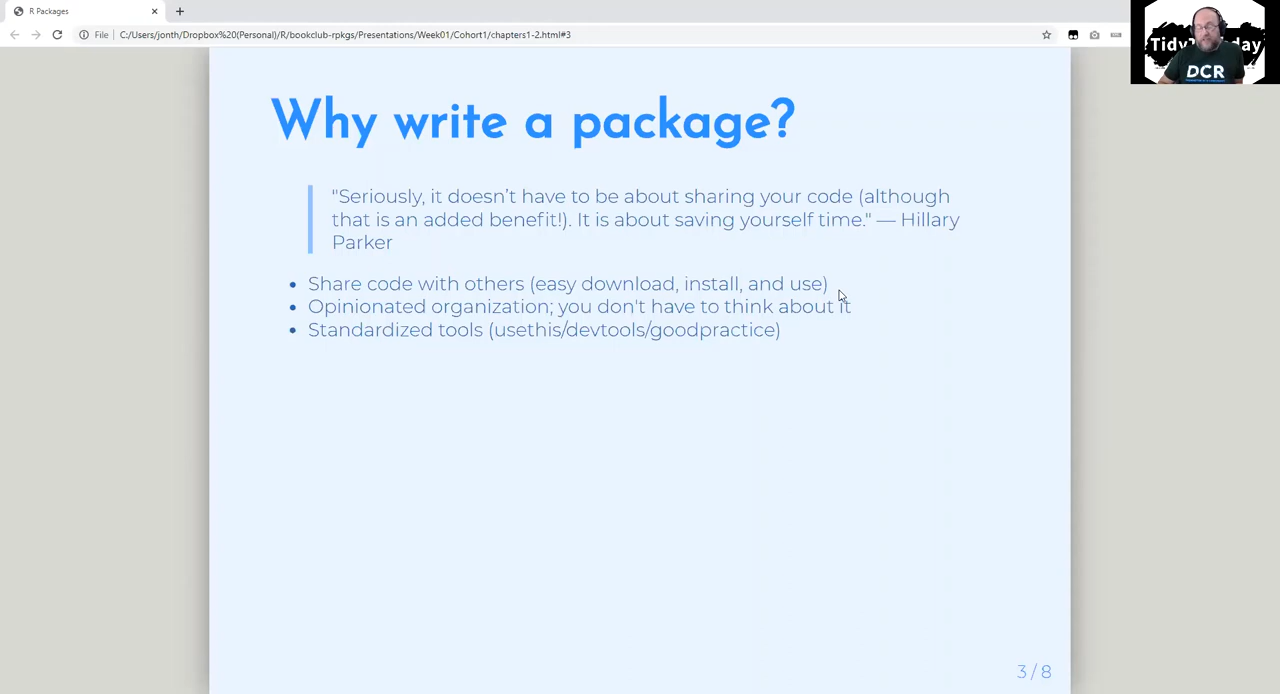 R Packages
File
C:/Users/jonth/Dropbox%20(Personal)/R/bookclub-rpkgs/Presentations/Week01/Cohort1/chapters1-2.html#3
DCR
Why write a package?
"Seriously, it doesn’t have to be about sharing your code (although
that is an added benefit!). It is about saving yourself time." — Hillary
Parker
Share code with others (easy download, install, and use)
Opinionated organization; you don't have to think about it
Standardized tools (usethis/devtools/goodpractice)
3 / 8